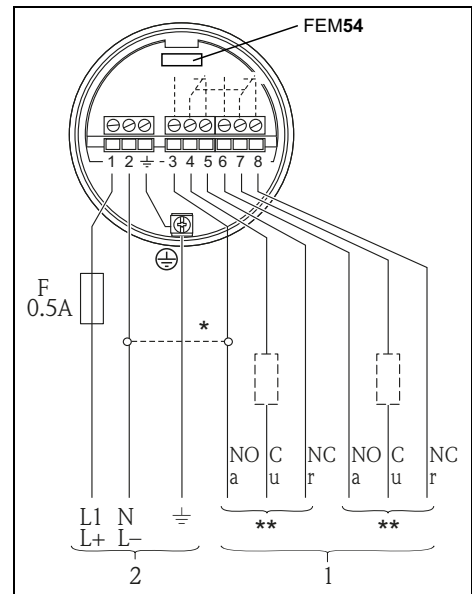 FEM54
1 2 ⏚ 3 4 5 6 7 8
F
0.5A
*
NO C NC NO C NC
a u r a u r
L1 N
L+ L–
** **
2 1